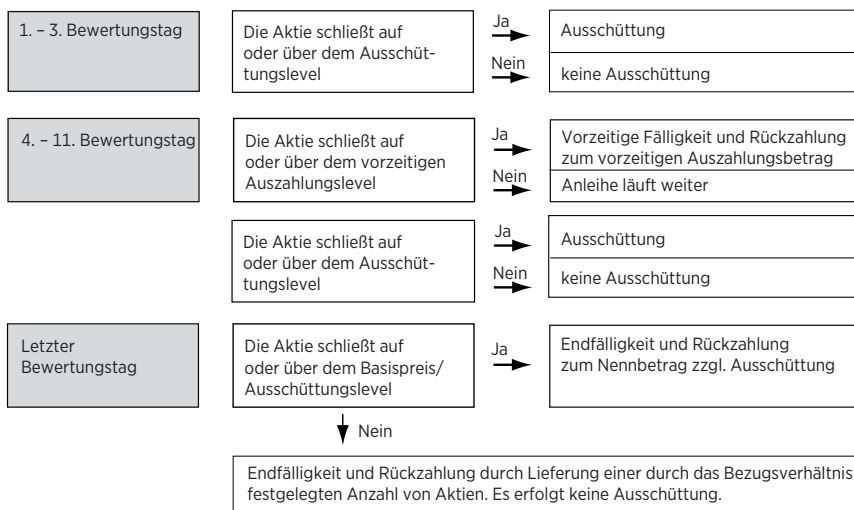 1. – 3. Bewertungstag
Die Aktie schließt auf
oder über dem Ausschüt-
tungslevel
Ja
Ausschüttung
Nein
keine Ausschüttung
4. – 11. Bewertungstag
Die Aktie schließt auf
oder über dem vorzeitigen
Auszahlungslevel
Ja
Vorzeitige Fälligkeit und Rückzahlung
zum vorzeitigen Auszahlungsbetrag
Nein
Anleihe läuft weiter
Die Aktie schließt auf
oder über dem Ausschüt-
tungslevel
Ja
Ausschüttung
Nein
keine Ausschüttung
Letzter
Bewertungstag
Die Aktie schließt auf
oder über dem Basispreis/
Ausschüttungslevel
Ja
Endfälligkeit und Rückzahlung
zum Nennbetrag zzgl. Ausschüttung
Nein
Endfälligkeit und Rückzahlung durch Lieferung einer durch das Bezugsverhältnis
festgelegten Anzahl von Aktien. Es erfolgt keine Ausschüttung.